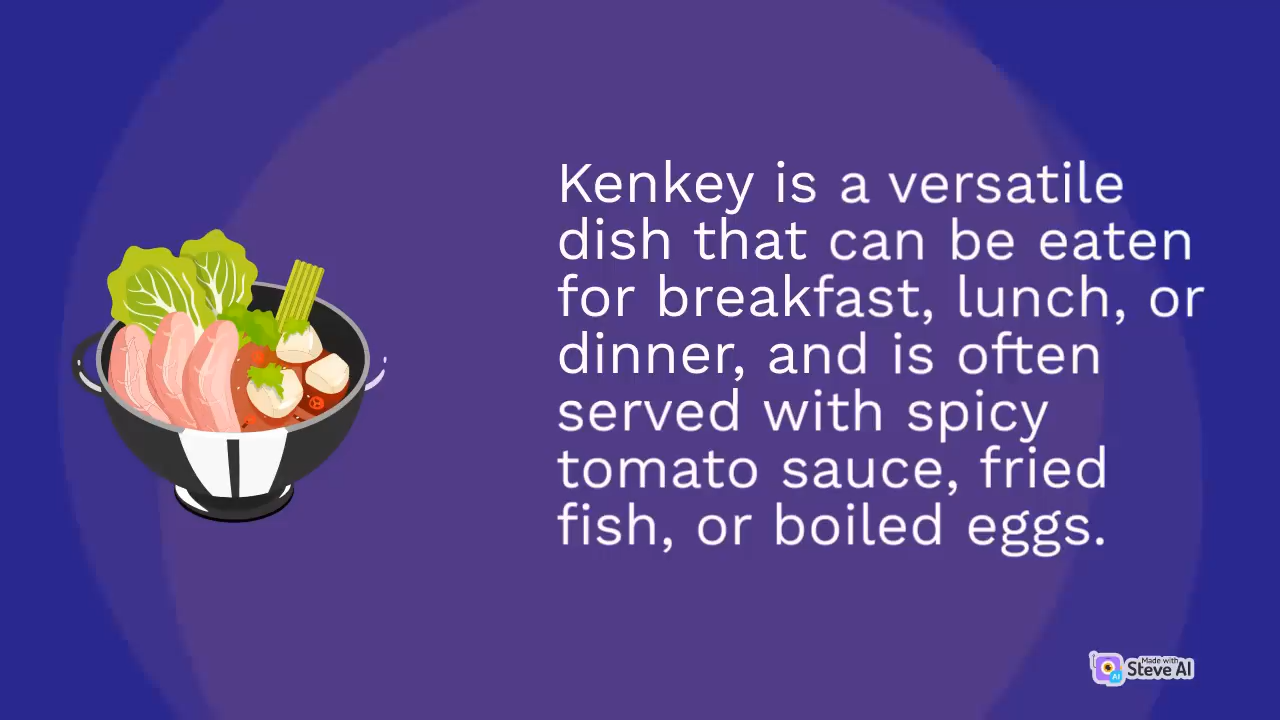 Kenkey is a versatile
dish that can be eaten
for breakfast, lunch, or
dinner, and is often
served with spicy
tomato sauce, fried
fish, or boiled eggs.
Made with
Steve AI
AI